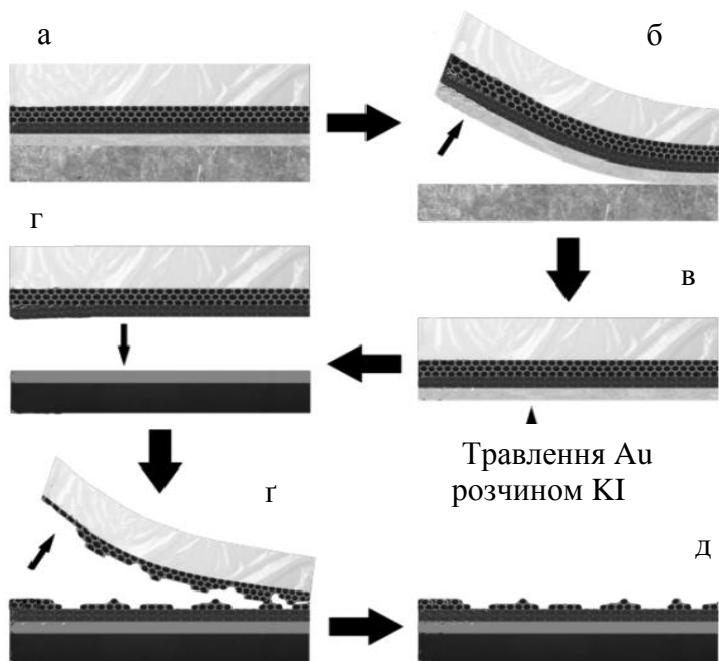 а
б
г
в
Травлення Au
розчином KI
ґ
д